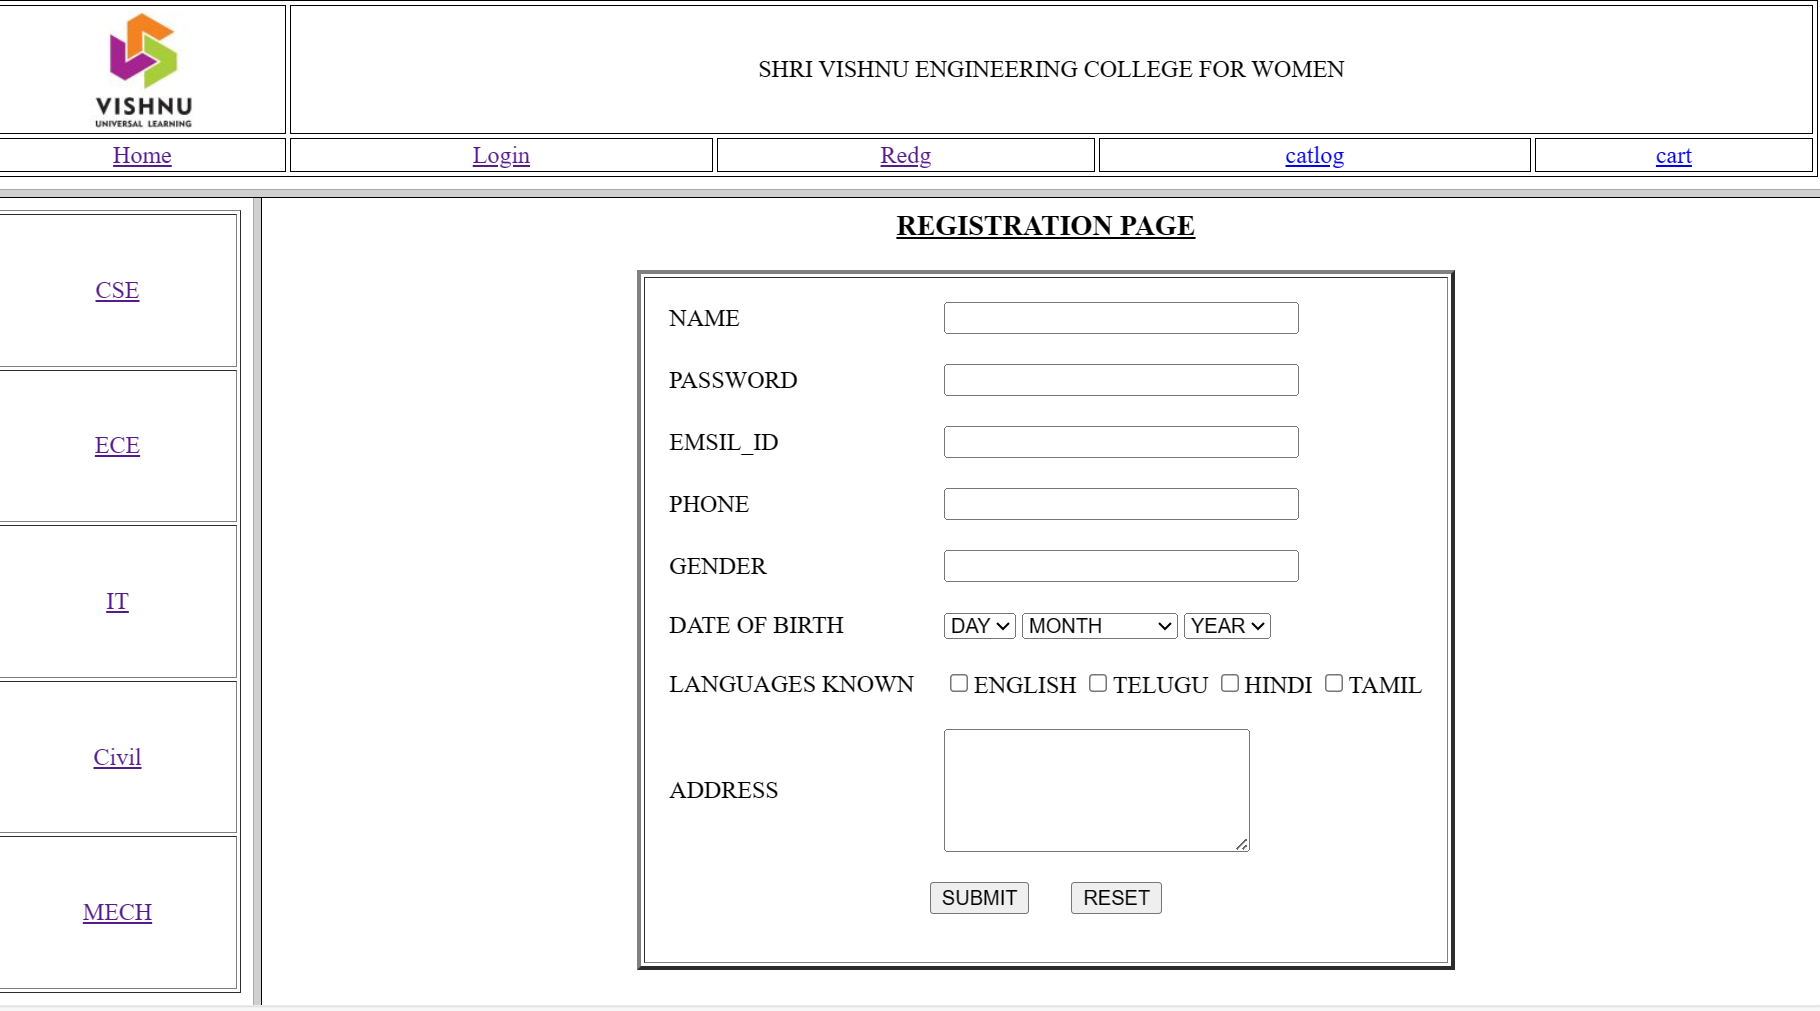 VISHNU
UNIVERSAL LEARNING
SHRI VISHNU ENGINEERING COLLEGE FOR WOMEN
Home Login Redg catlog cart
CSE
ECE
IT
Civil
MECH
REGISTRATION PAGE
NAME
PASSWORD
EMSIL_ID
PHONE
GENDER
DATE OF BIRTH DAY MONTH YEAR
LANGUAGES KNOWN ENGLISH TELUGU HINDI TAMIL
ADDRESS
SUBMIT RESET